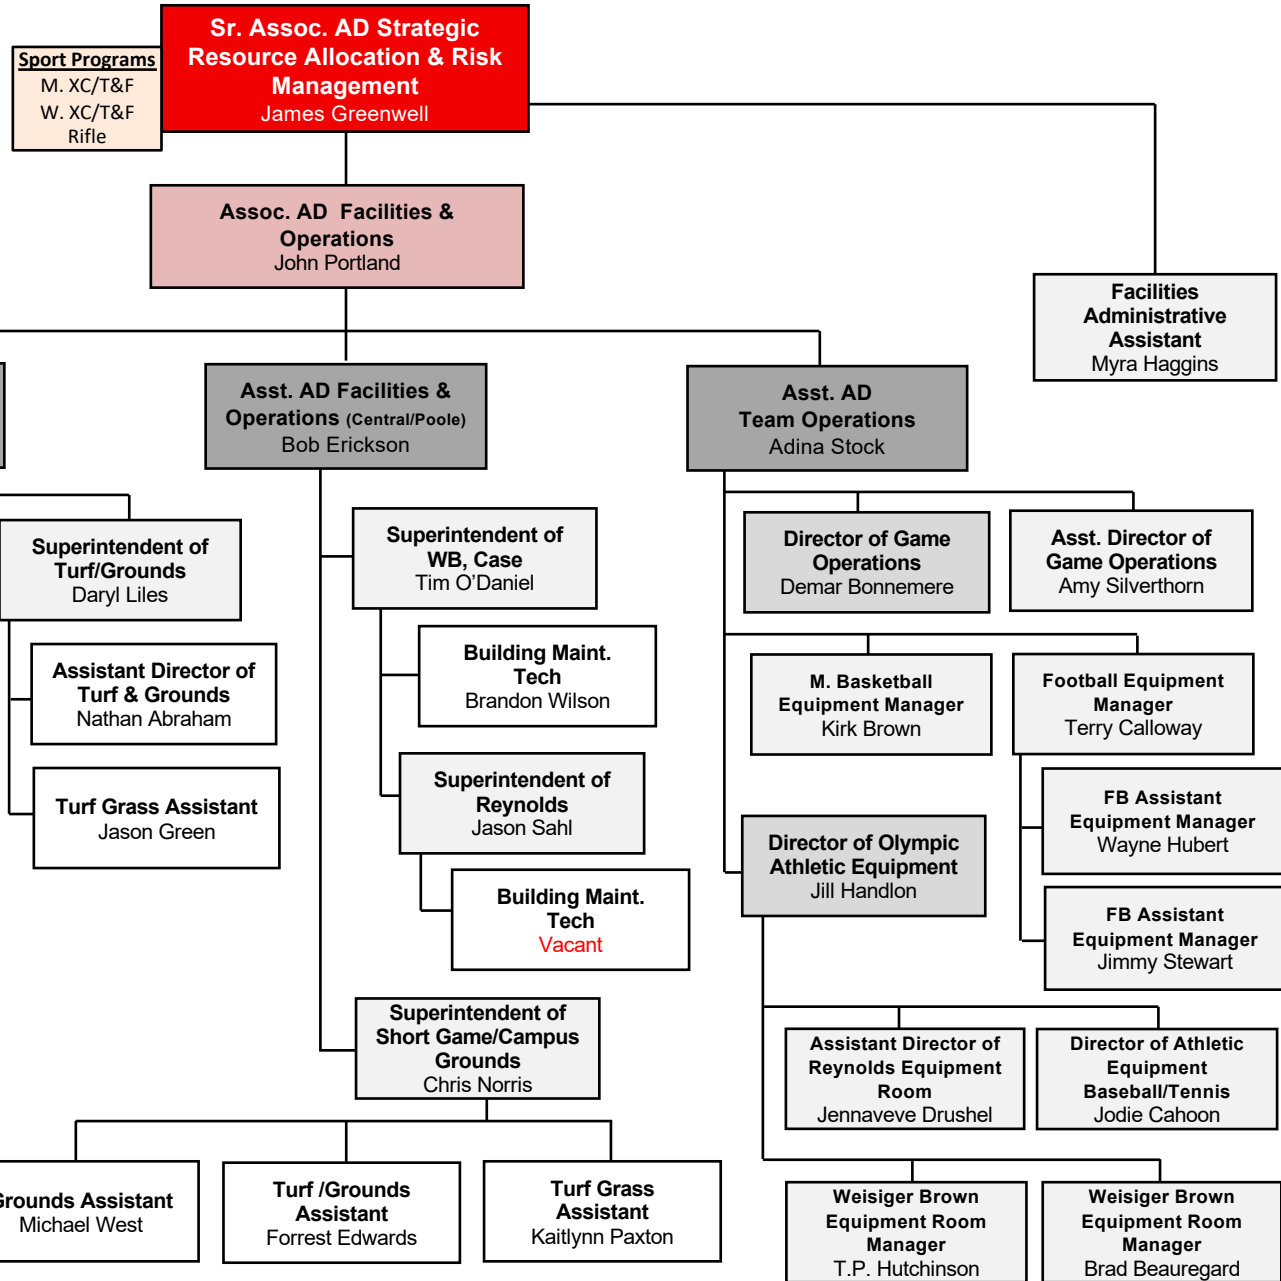 Sr. Assoc. AD Strategic
Resource Allocation & Risk
Management
James Greenwell
Sport Programs
M. XC/T&F
W. XC/T&F
Rifle
Assoc. AD  Facilities &
Operations
John Portland
Facilities
Administrative
Assistant
Myra Haggins
Asst. AD Facilities &
Operations (Central/Poole)
Bob Erickson
Asst. AD
Team Operations
Adina Stock
Superintendent of
Turf/Grounds
Daryl Liles
Assistant Director of
Turf & Grounds
Nathan Abraham
Turf Grass Assistant
Jason Green
Superintendent of
WB, Case
Tim O’Daniel
Building Maint.
Tech
Brandon Wilson
Superintendent of
Reynolds
Jason Sahl
Building Maint.
Tech
Vacant
Superintendent of
Short Game/Campus
Grounds
Chris Norris
Grounds Assistant
Michael West
Turf /Grounds
Assistant
Forrest Edwards
Turf Grass
Assistant
Kaitlynn Paxton
Director of Game
Operations
Demar Bonnemere
Asst. Director of
Game Operations
Amy Silverthorn
M. Basketball
Equipment Manager
Kirk Brown
Football Equipment
Manager
Terry Calloway
FB Assistant
Equipment Manager
Wayne Hubert
FB Assistant
Equipment Manager
Jimmy Stewart
Director of Olympic
Athletic Equipment
Jill Handlon
Assistant Director of
Reynolds Equipment
Room
Jennaveve Drushel
Director of Athletic
Equipment
Baseball/Tennis
Jodie Cahoon
Weisiger Brown
Equipment Room
Manager
T.P. Hutchinson
Weisiger Brown
Equipment Room
Manager
Brad Beauregard